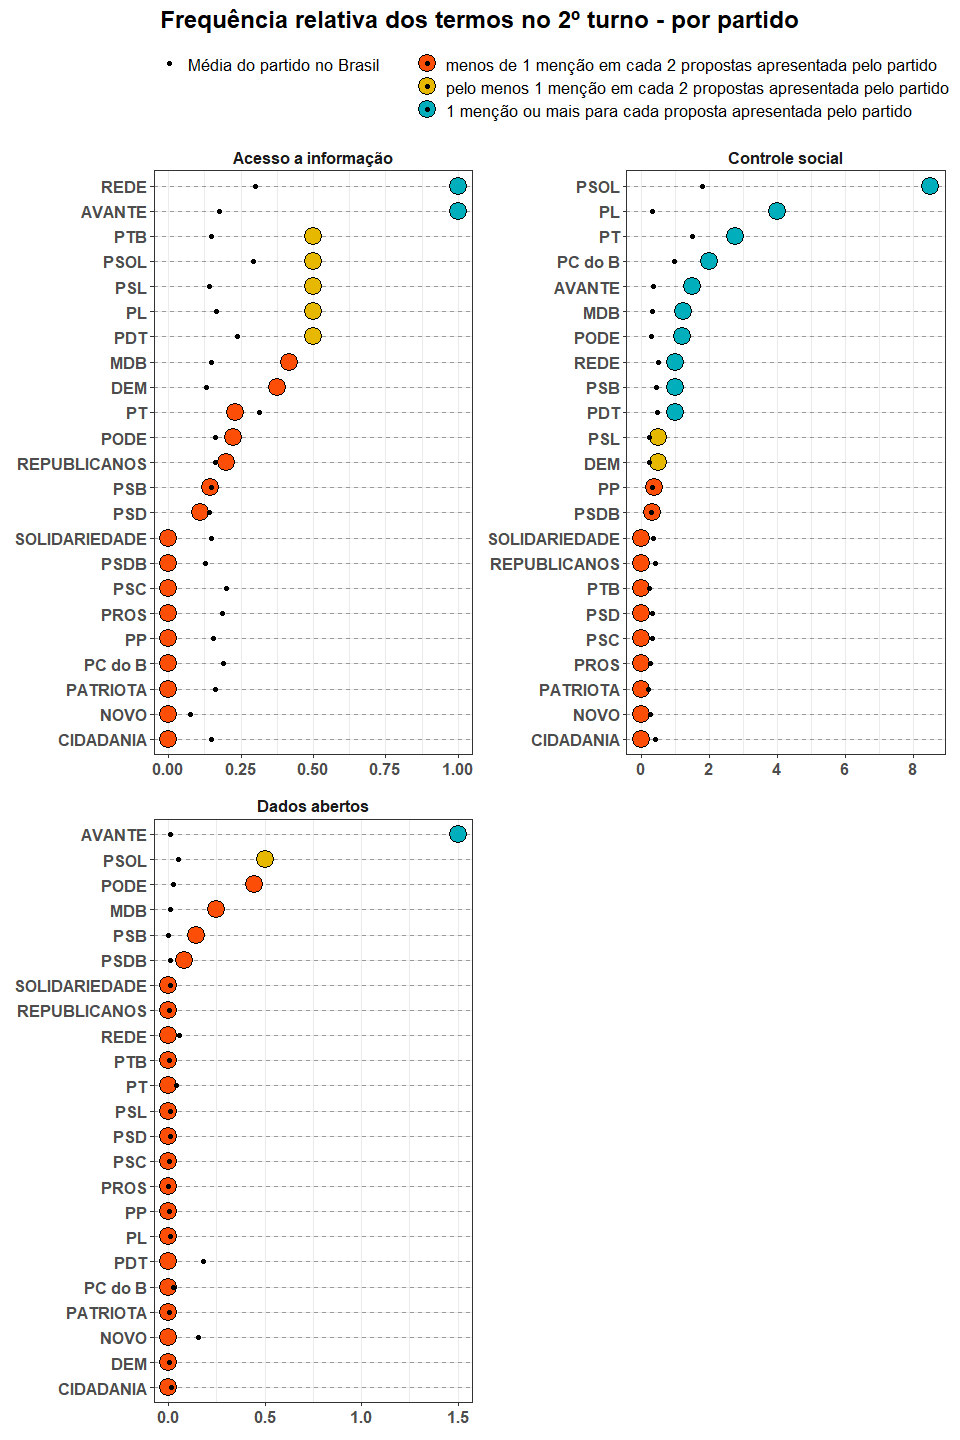 Frequência relativa dos termos no 2º turno - por partido
Média do partido no Brasil
menos de 1 menção em cada 2 propostas apresentada pelo partido
pelo menos 1 menção em cada 2 propostas apresentada pelo partido
1 menção ou mais para cada proposta apresentada pelo partido
Acesso a informação
REDE
AVANTE
PTB
PSOL
PSL
PL
PDT
MDB
DEM
PT
PODE
REPUBLICANOS
PSB
PSD
SOLIDARIEDADE
PSDB
PSC
PROS
PP
PC do B
PATRIOTA
NOVO
CIDADANIA
0.00 0.25 0.50 0.75 1.00
Controle social
PSOL
PL
PT
PC do B
AVANTE
MDB
PODE
REDE
PSB
PDT
PSL
DEM
PP
PSDB
SOLIDARIEDADE
REPUBLICANOS
PTB
PSD
PSC
PROS
PATRIOTA
NOVO
CIDADANIA
0 2 4 6 8
Dados abertos
AVANTE
PSOL
PODE
MDB
PSB
PSDB
SOLIDARIEDADE
REPUBLICANOS
REDE
PTB
PT
PSL
PSD
PSC
PROS
PP
PL
PDT
PC do B
PATRIOTA
NOVO
DEM
CIDADANIA
0.0 0.5 1.0 1.5